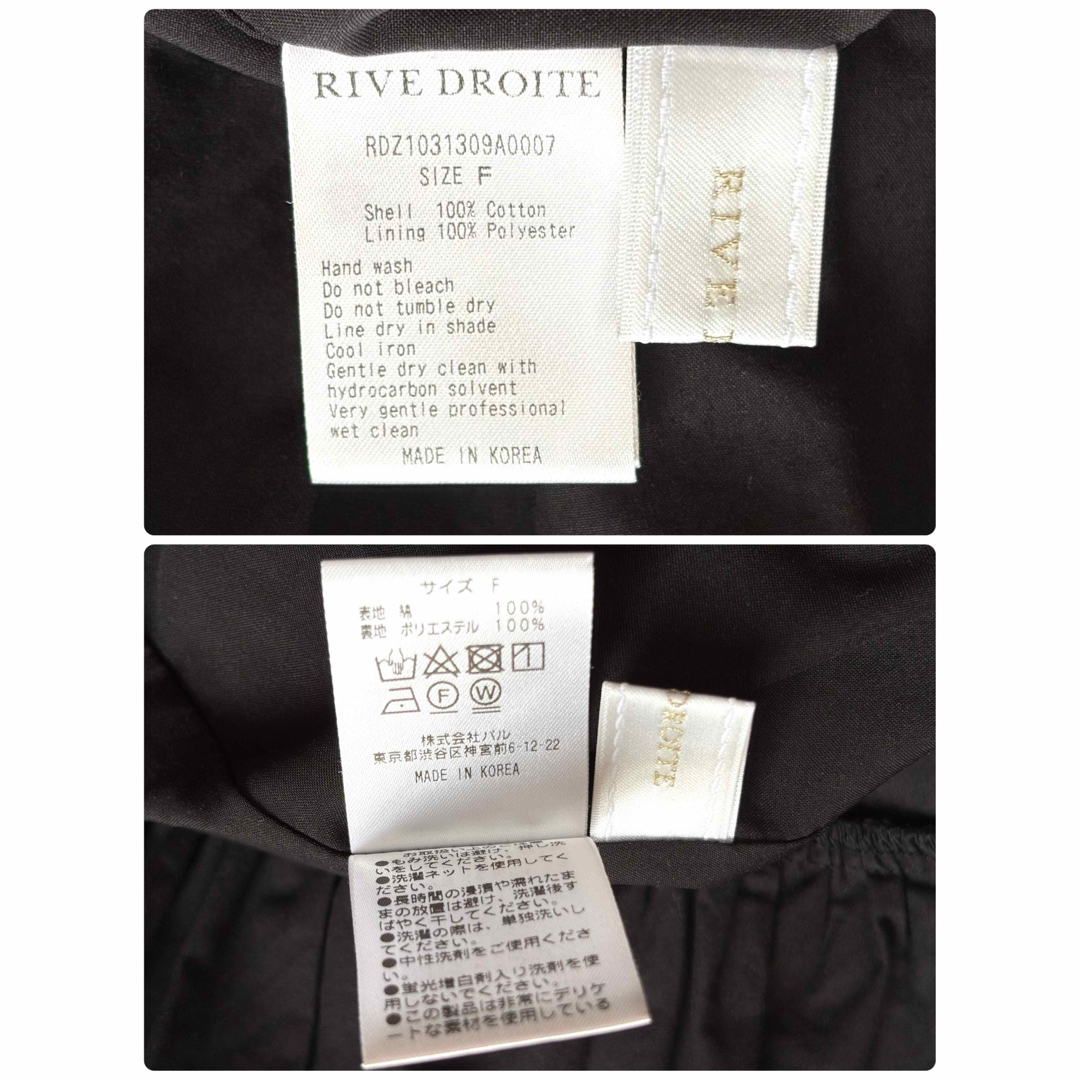 RIVE DROITE
RDZ1031309A0007
SIZE F
Shell 100% Cotton
Lining 100% Polyester
Hand wash
Do not bleach
Do not tumble dry
Line dry in shade
Cool iron
Gentle dry clean with
hydrocarbon solvent
Very gentle professional
wet clean
MADE IN KOREA
RIVE
サイズ F
表地 綿 100%
裏地 ポリエステル 100%
F W
株式会社パル
東京都渋谷区神宮前6-12-22
MADE IN KOREA
DROITE
●もみ洗いは避け、押し洗
いをしてください。
●洗濯ネットを使用してく
ださい。
●長時間の浸漬や濡れたま
まの放置は避け、洗濯後す
ばやく干してください。
●洗濯の際は、単独洗いし
てください。
●中性洗剤をご使用くださ
い。
●蛍光増白剤入り洗剤を使
用しないでください。
●この製品は非常にデリケ
ートな素材を使用している